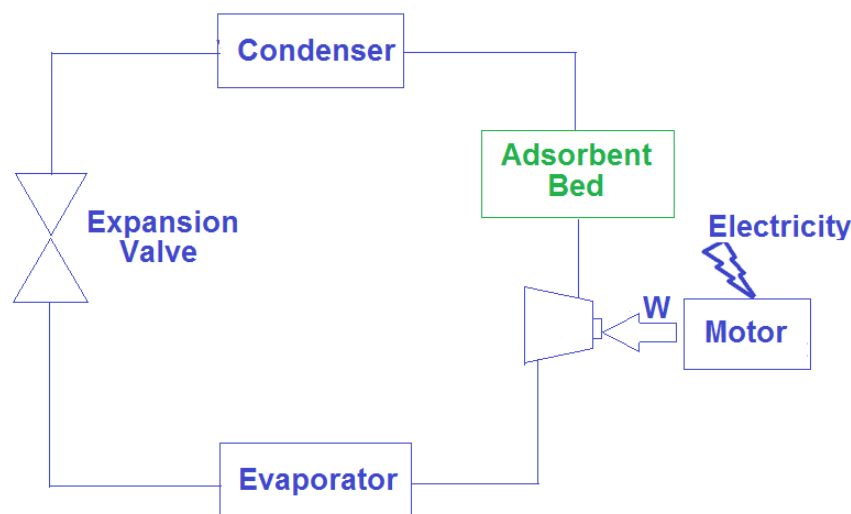 Condenser
Adsorbent
Bed
Electricity
Expansion
Valve
W
Motor
Evaporator